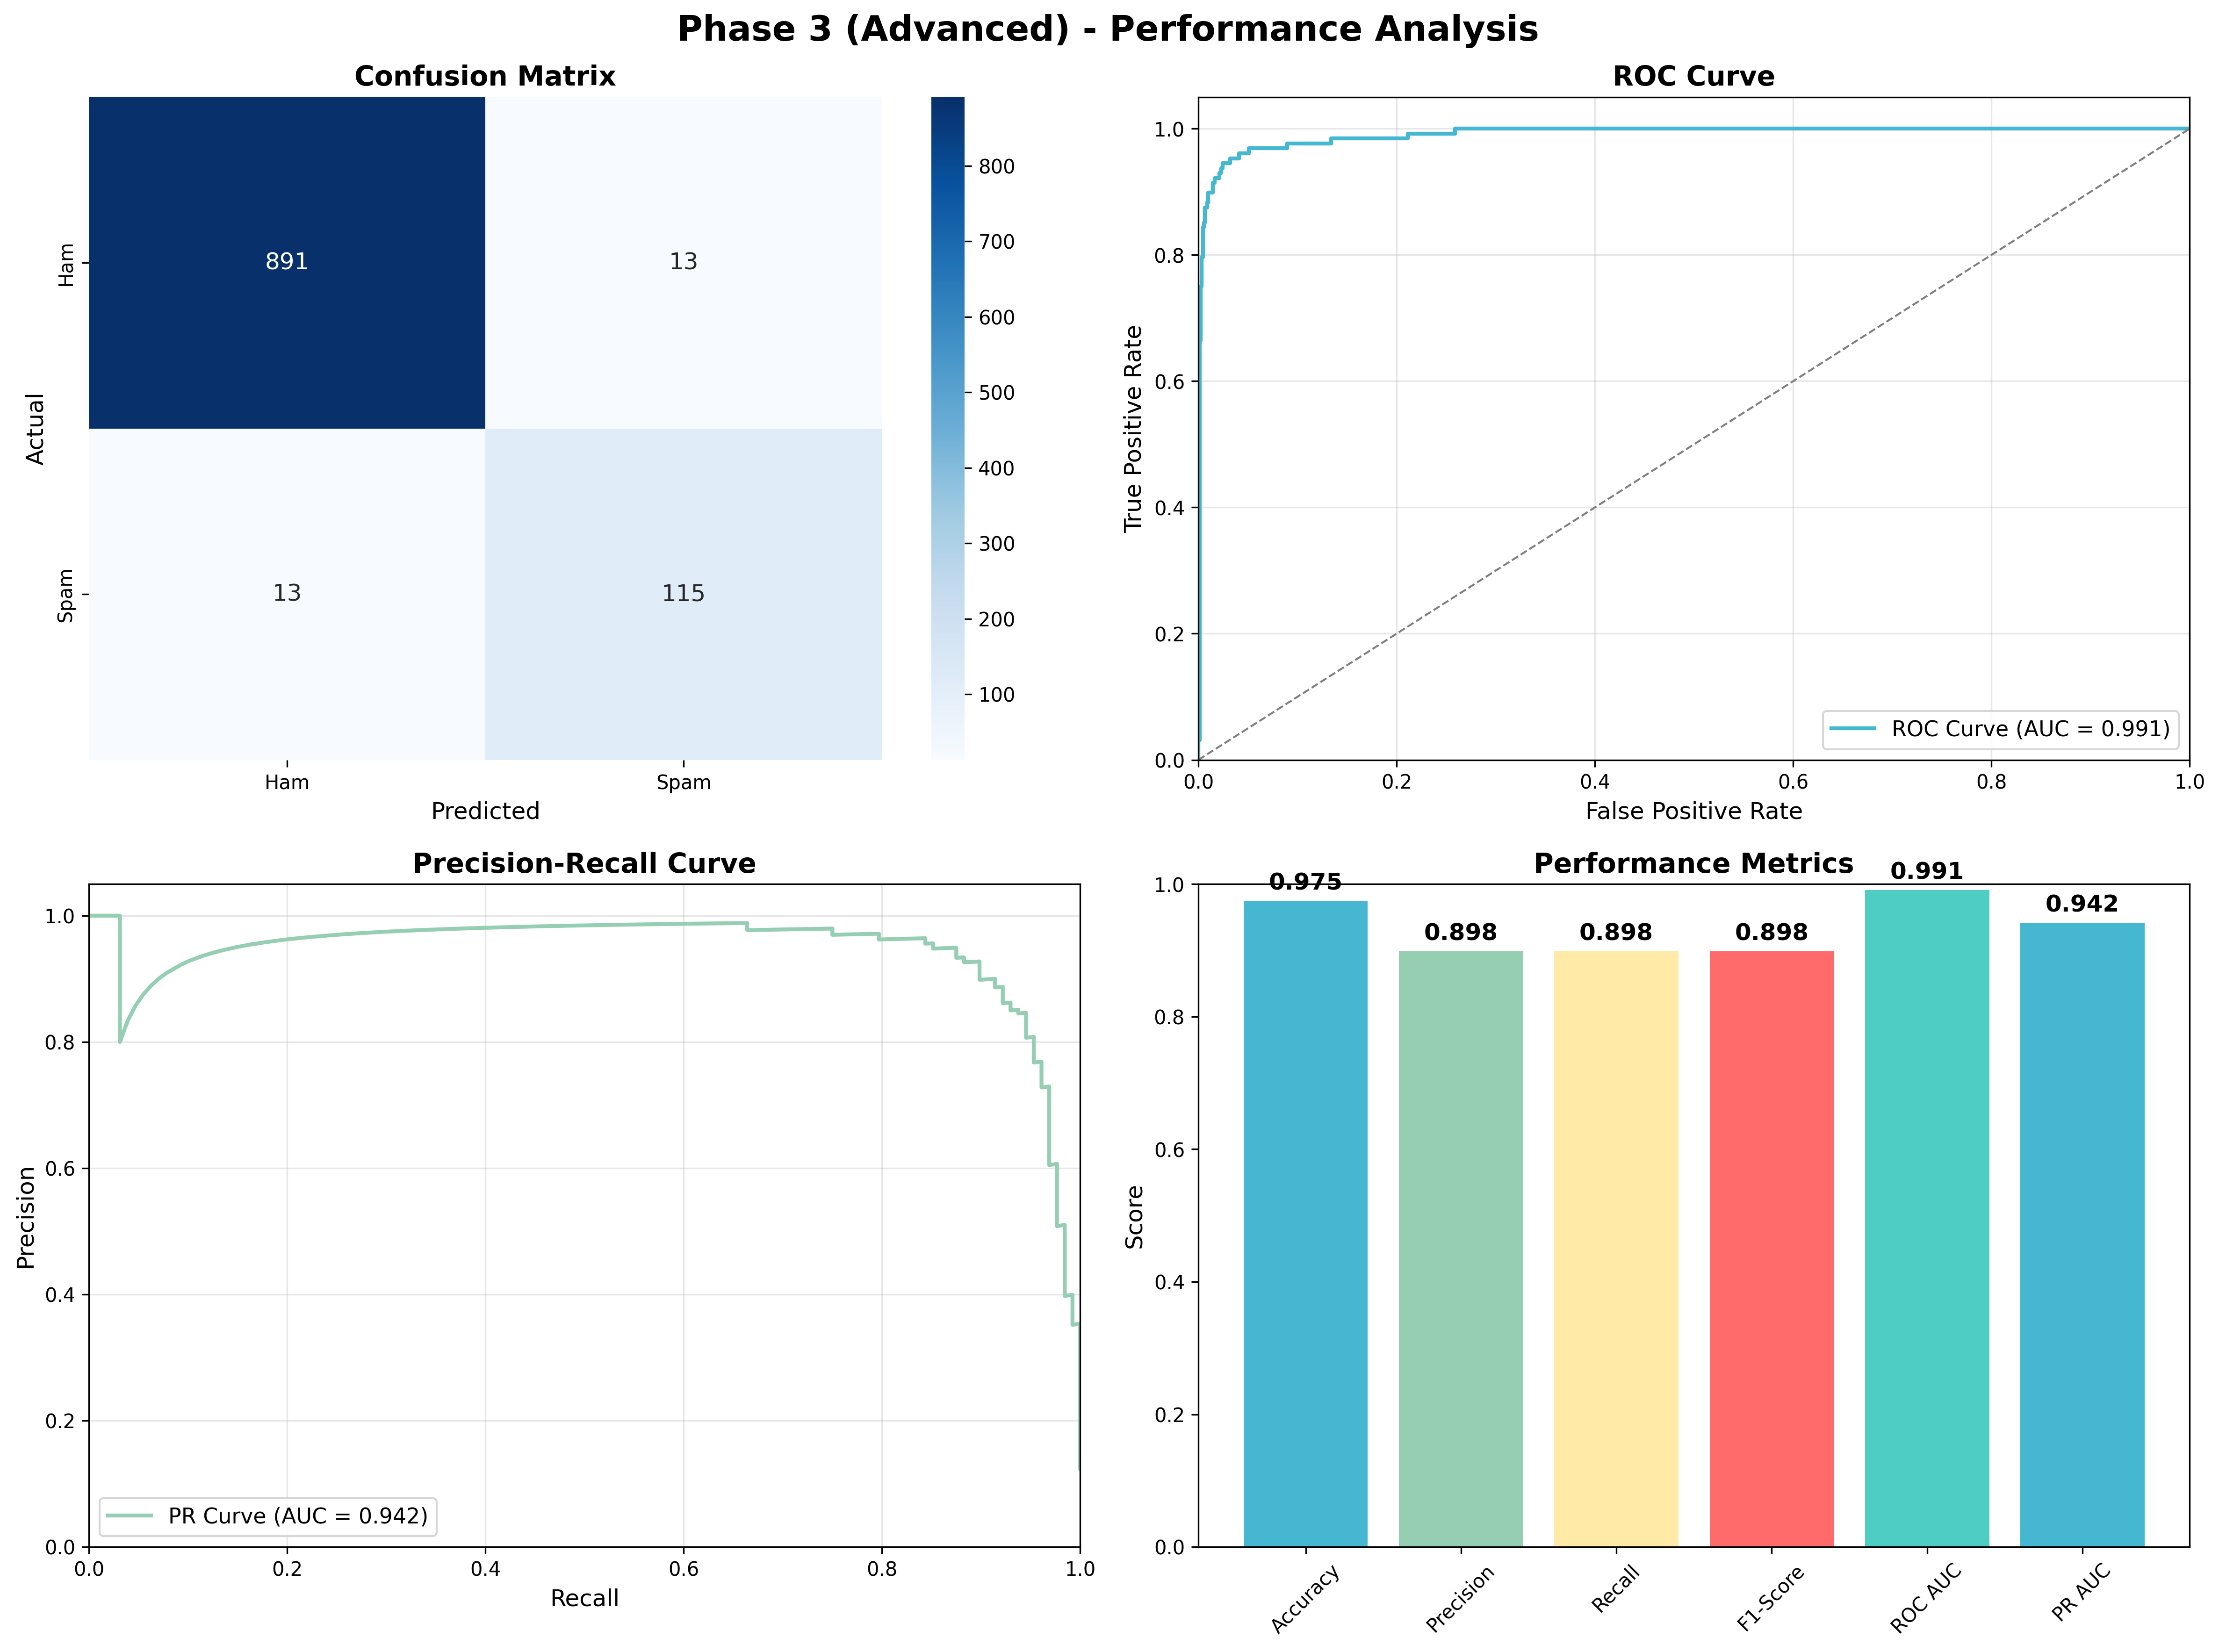 Phase 3 (Advanced) - Performance Analysis
Confusion Matrix
Actual
Ham
Spam
891
13
13
115
Ham
Spam
Predicted
800
700
600
500
400
300
200
100
ROC Curve
True Positive Rate
1.0
0.8
0.6
0.4
0.2
0.0
0.0
0.2
0.4
0.6
0.8
1.0
False Positive Rate
ROC Curve (AUC = 0.991)
Precision-Recall Curve
Precision
1.0
0.8
0.6
0.4
0.2
0.0
0.0
0.2
0.4
0.6
0.8
1.0
Recall
PR Curve (AUC = 0.942)
Performance Metrics
Score
1.0
0.8
0.6
0.4
0.2
0.0
0.975
0.898
0.898
0.898
0.991
0.942
Accuracy
Precision
Recall
F1-Score
ROC AUC
PR AUC